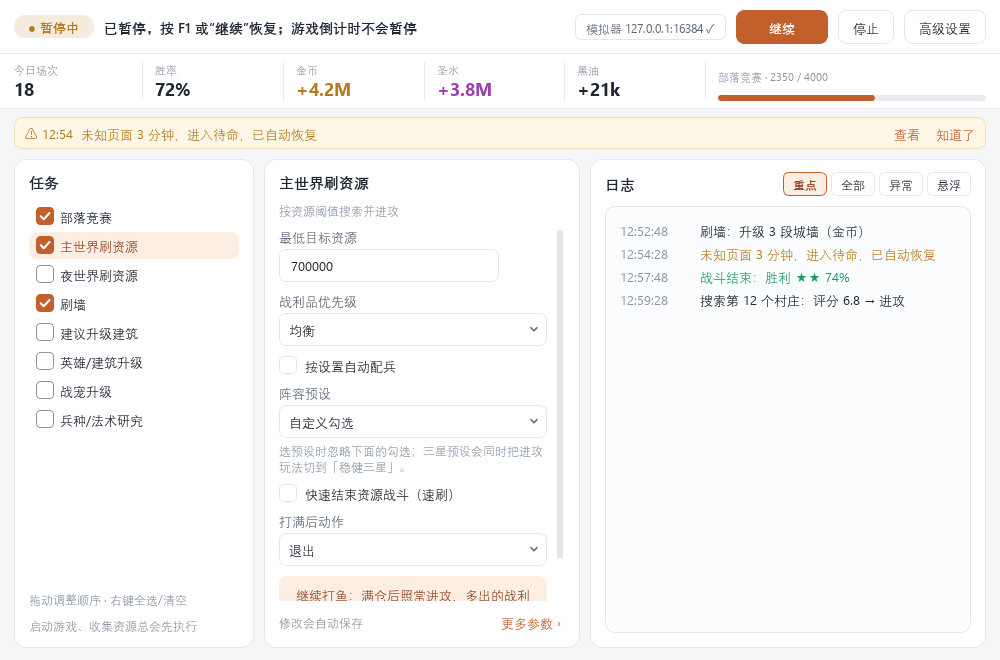 暂停中
已暂停，按 F1 或“继续”恢复；游戏倒计时不会暂停
模拟器 127.0.0.1:16384 ✓
继续
停止
高级设置
今日场次
18
胜率
72%
金币
+4.2M
圣水
+3.8M
黑油
+21k
部落竞赛 · 2350 / 4000
⚠ 12:54 未知页面 3 分钟，进入待命，已自动恢复
查看
知道了
任务
部落竞赛
主世界刷资源
夜世界刷资源
刷墙
建议升级建筑
英雄/建筑升级
战宠升级
兵种/法术研究
拖动调整顺序 · 右键全选/清空
启动游戏、收集资源总会先执行
主世界刷资源
按资源阈值搜索并进攻
最低目标资源
700000
战利品优先级
均衡
按设置自动配兵
阵容预设
自定义勾选
选预设时忽略下面的勾选；三星预设会同时把进攻
玩法切到「稳健三星」。
快速结束资源战斗（速刷）
打满后动作
退出
继续打鱼：满仓后照常进攻，多出的战利
修改会自动保存
更多参数 ›
日志
重点
全部
异常
悬浮
12:52:48 刷墙：升级 3 段城墙（金币）
12:54:28 未知页面 3 分钟，进入待命，已自动恢复
12:57:48 战斗结束：胜利 ★★ 74%
12:59:28 搜索第 12 个村庄：评分 6.8 → 进攻